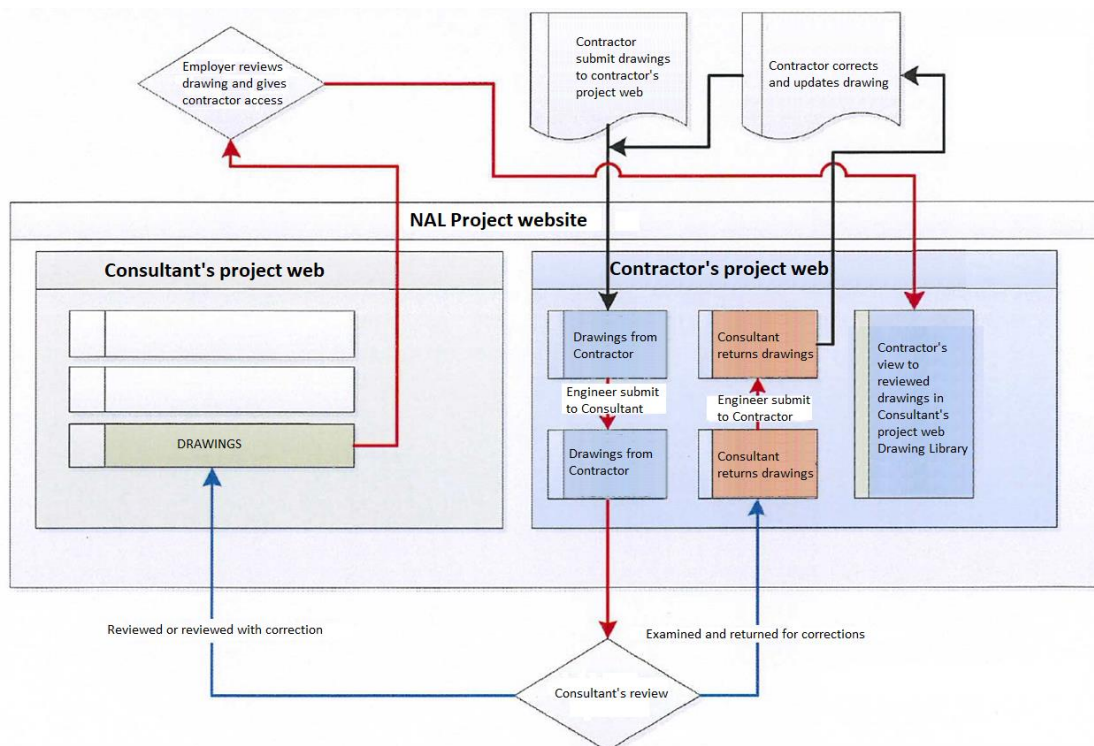 Employer reviews
drawing and gives
contractor access
Contractor
submit drawings
to contractor's
project web
Contractor corrects
and updates drawing
NAL Project website
Consultant's project web
DRAWINGS
Contractor's project web
Drawings from
Contractor
Engineer submit
to Consultant
Drawings from
Contractor
Consultant
returns drawings
Engineer submit
to Contractor
Consultant
returns drawings
Contractor's
view to
reviewed
drawings in
Consultant's
project web
Drawing Library
Reviewed or reviewed with correction
Examined and returned for corrections
Consultant's review